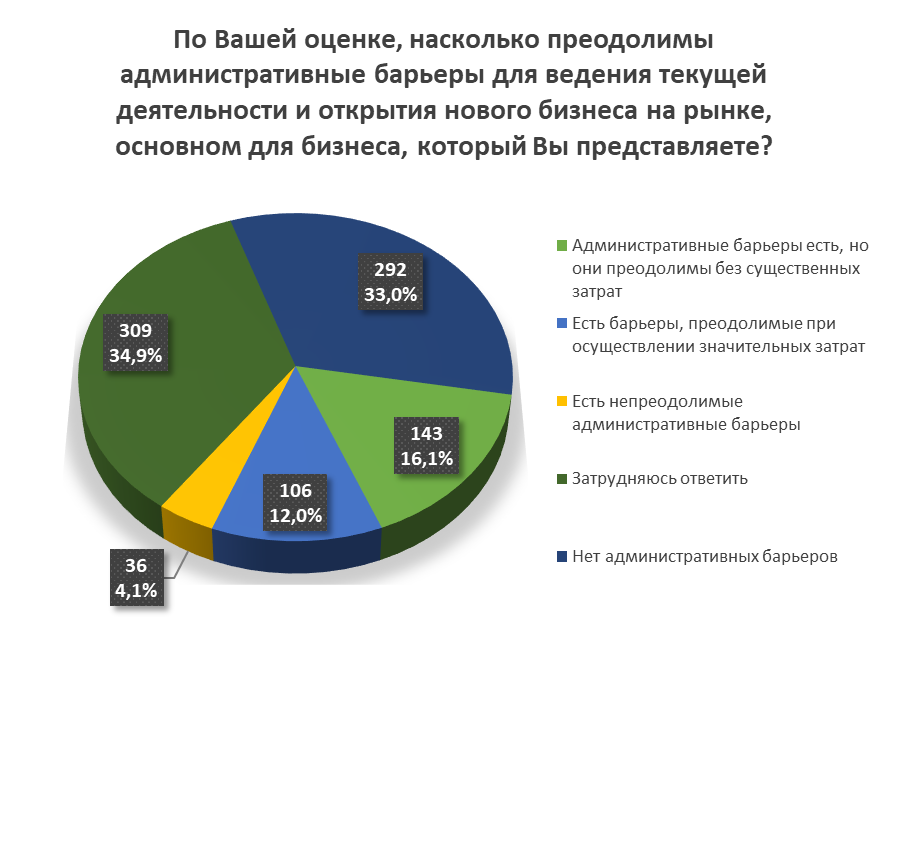 По Вашей оценке, насколько преодолимы
административные барьеры для ведения текущей
деятельности и открытия нового бизнеса на рынке,
основном для бизнеса, который Вы представляете?
292
33,0%
309
34,9%
143
16,1%
106
12,0%
36
4,1%
Административные барьеры есть, но
они преодолимы без существенных
затрат
Есть барьеры, преодолимые при
осуществлении значительных затрат
Есть непреодолимые
административные барьеры
Затрудняюсь ответить
Нет административных барьеров